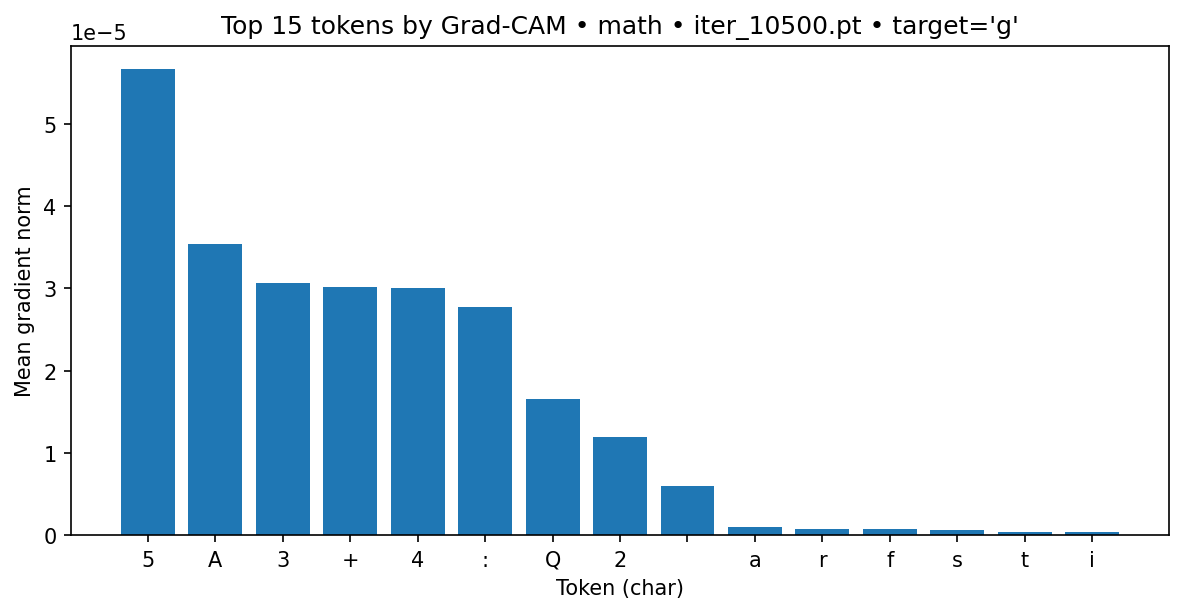 Top 15 tokens by Grad-CAM • math • iter_10500.pt • target='g'
1e−5
5
4
3
2
1
0
Mean gradient norm
5 A 3 + 4 : Q 2 a r f s t i
Token (char)